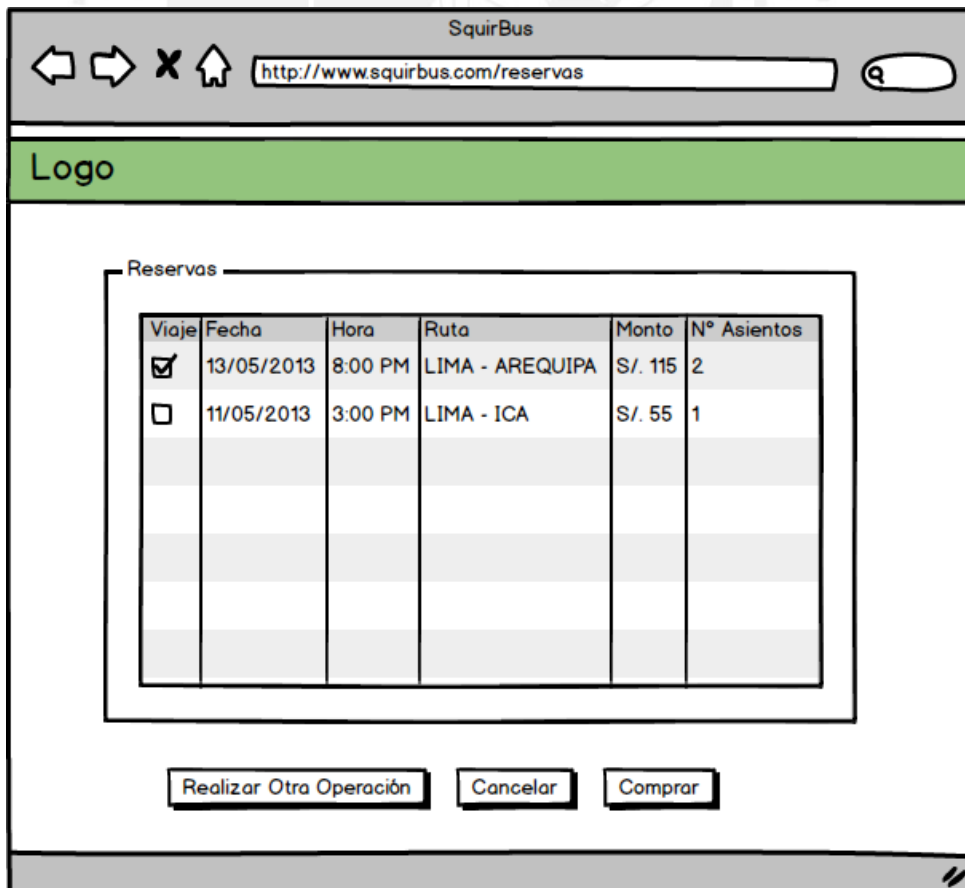 SquirBus
http://www.squirbus.com/reservas
Logo
Reservas
Viaje Fecha Hora Ruta Monto N° Asientos
13/05/2013 8:00 PM LIMA - AREQUIPA S/. 115 2
11/05/2013 3:00 PM LIMA - ICA S/. 55 1
Realizar Otra Operación Cancelar Comprar